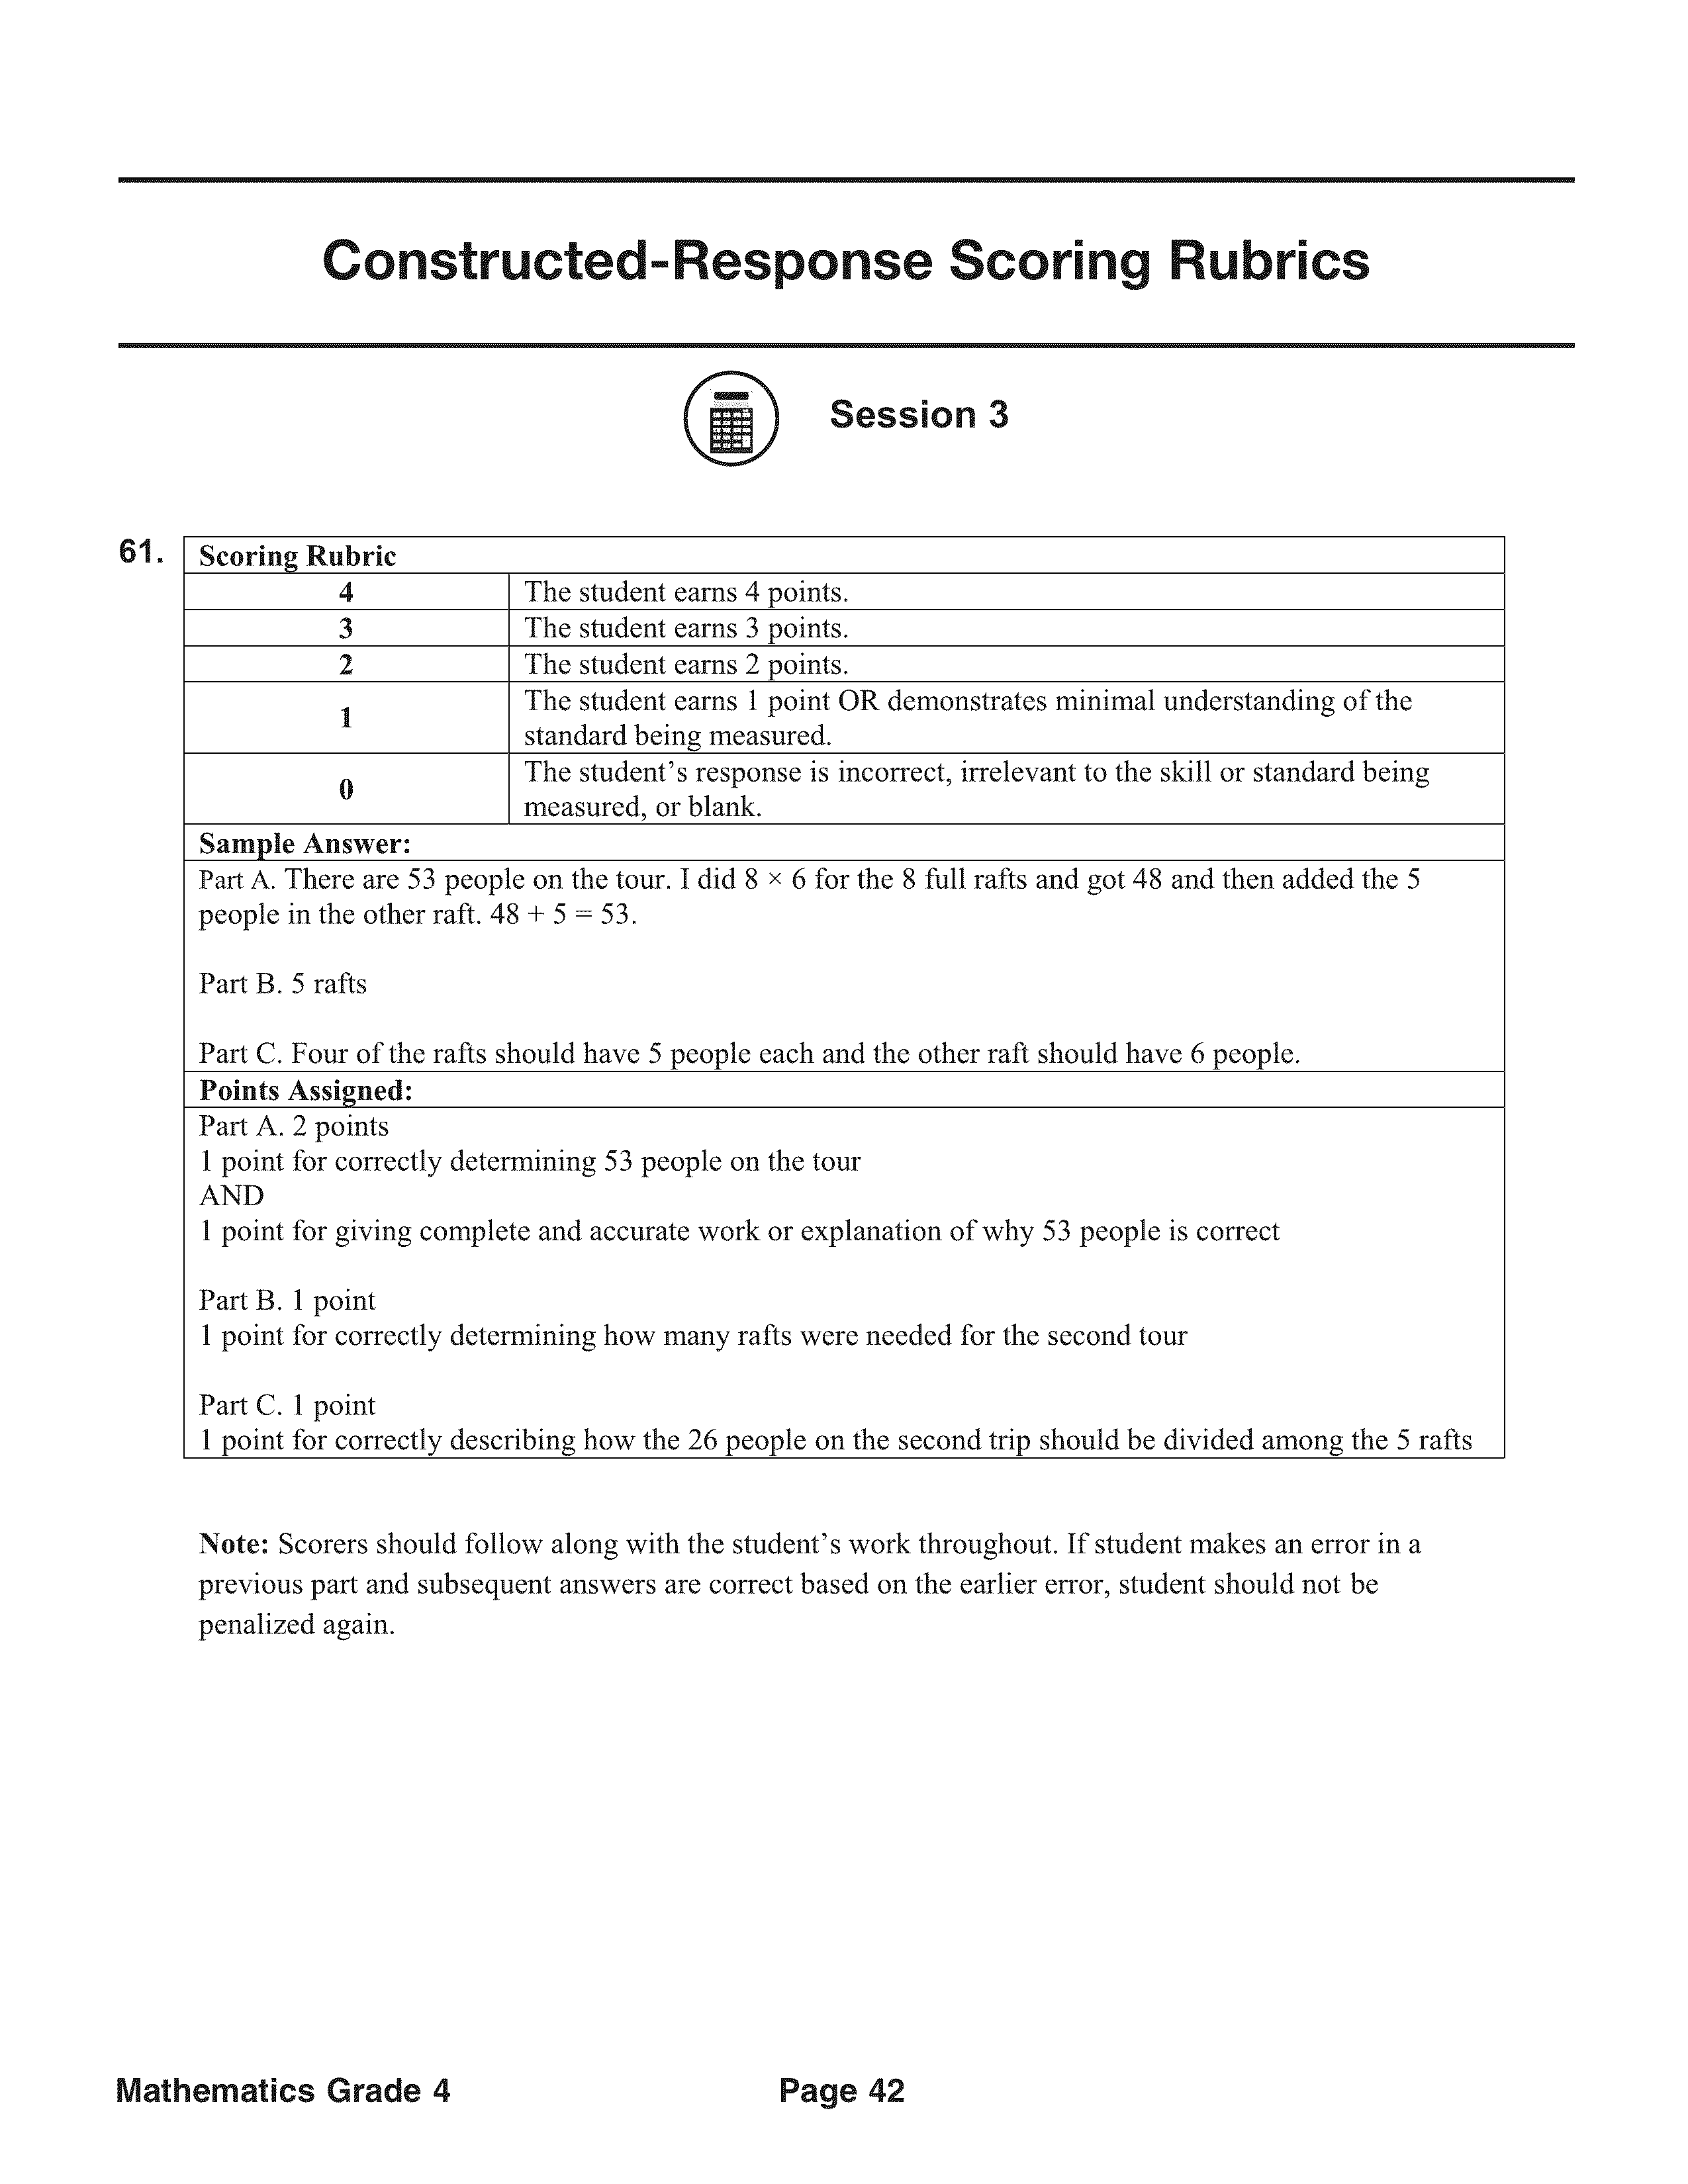 Constructed-Response Scoring Rubrics
Session 3
61.
Scoring Rubric
4 The student earns 4 points.
3 The student earns 3 points.
2 The student earns 2 points.
1 The student earns 1 point OR demonstrates minimal understanding of the
standard being measured.
0 The student's response is incorrect, irrelevant to the skill or standard being
measured, or blank.
Sample Answer:
Part A. There are 53 people on the tour. I did 8 × 6 for the 8 full rafts and got 48 and then added the 5
people in the other raft. 48 + 5 = 53.
Part B. 5 rafts
Part C. Four of the rafts should have 5 people each and the other raft should have 6 people.
Points Assigned:
Part A. 2 points
1 point for correctly determining 53 people on the tour
AND
1 point for giving complete and accurate work or explanation of why 53 people is correct
Part B. 1 point
1 point for correctly determining how many rafts were needed for the second tour
Part C. 1 point
1 point for correctly describing how the 26 people on the second trip should be divided among the 5 rafts
Note: Scorers should follow along with the student's work throughout. If student makes an error in a
previous part and subsequent answers are correct based on the earlier error, student should not be
penalized again.
Mathematics Grade 4 Page 42